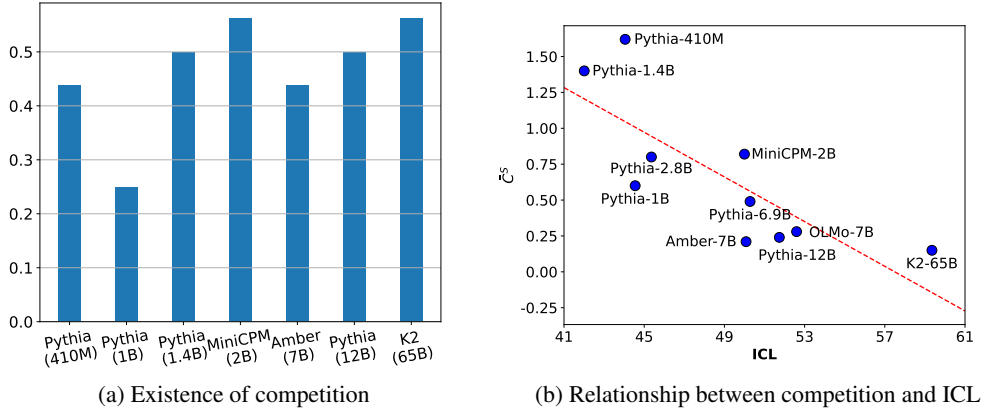 0.5
0.4
0.3
0.2
0.1
0.0
Pythia
(410M)
Pythia
(1B)
Pythia
(1.4B)
MiniCPM
(2B)
Amber
(7B)
Pythia
(12B)
K2
(65B)
(a) Existence of competition
1.50
1.25
1.00
0.75
0.50
0.25
0.00
-0.25
C̄ˢ
Pythia-410M
Pythia-1.4B
MiniCPM-2B
Pythia-2.8B
Pythia-1B
Pythia-6.9B
OLMo-7B
Amber-7B
Pythia-12B
K2-65B
41 45 49 53 57 61
ICL
(b) Relationship between competition and ICL